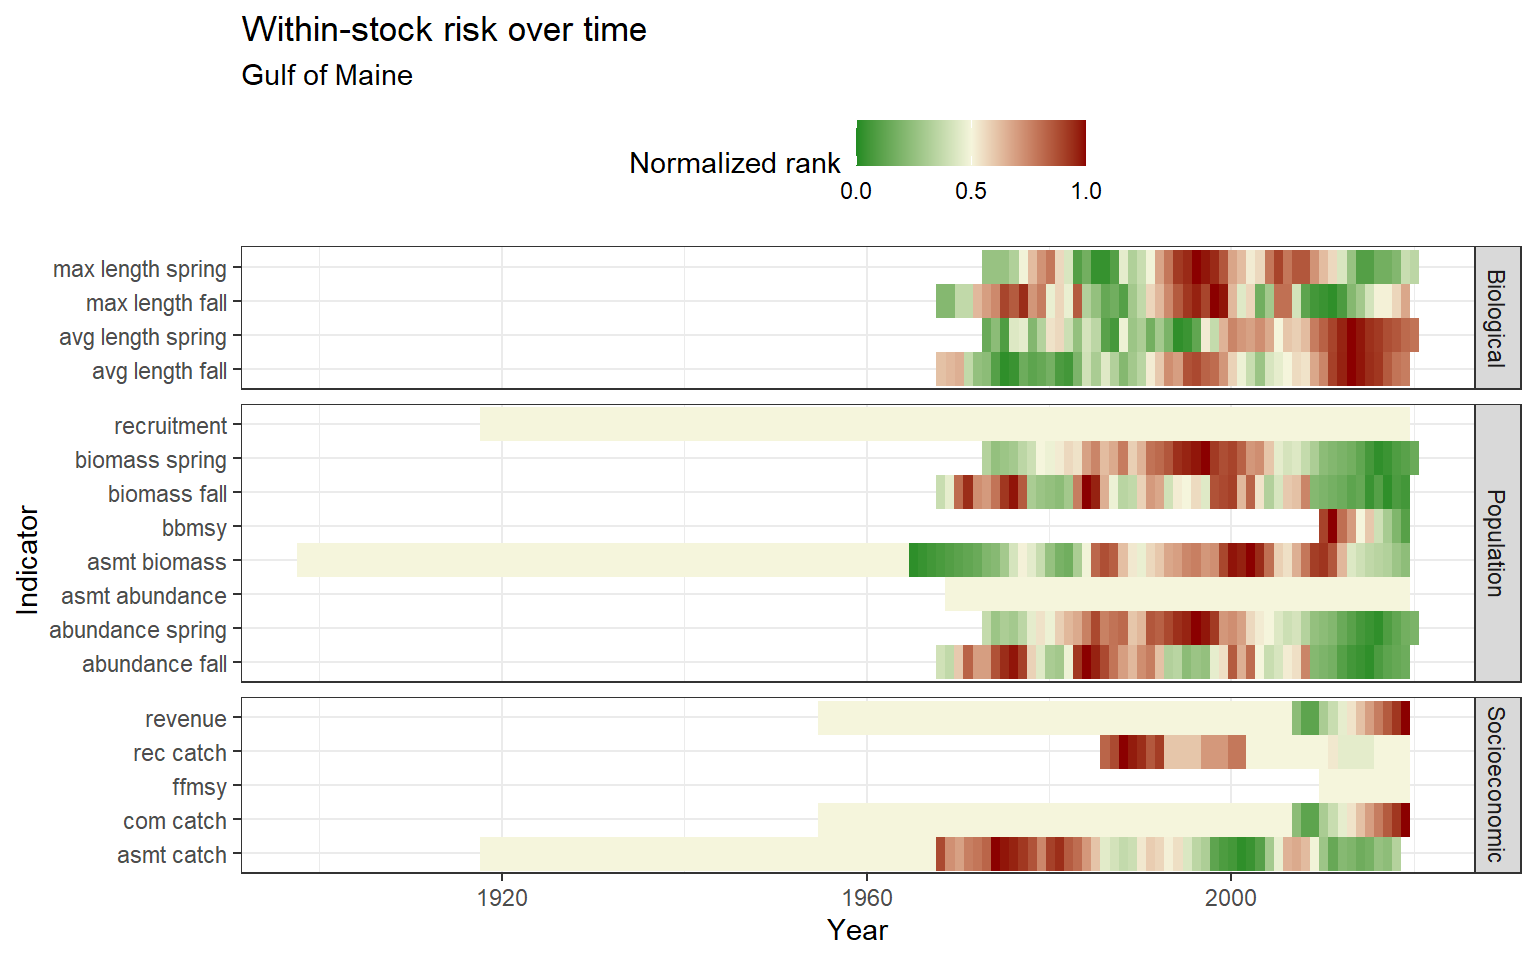 Within-stock risk over time
Gulf of Maine
Normalized rank
0.0 0.5 1.0
max length spring
max length fall
avg length spring
avg length fall
Biological
recruitment
biomass spring
biomass fall
bbmsy
asmt biomass
asmt abundance
abundance spring
abundance fall
Population
revenue
rec catch
ffmsy
com catch
asmt catch
Socioeconomic
Indicator
1920 1960 2000
Year